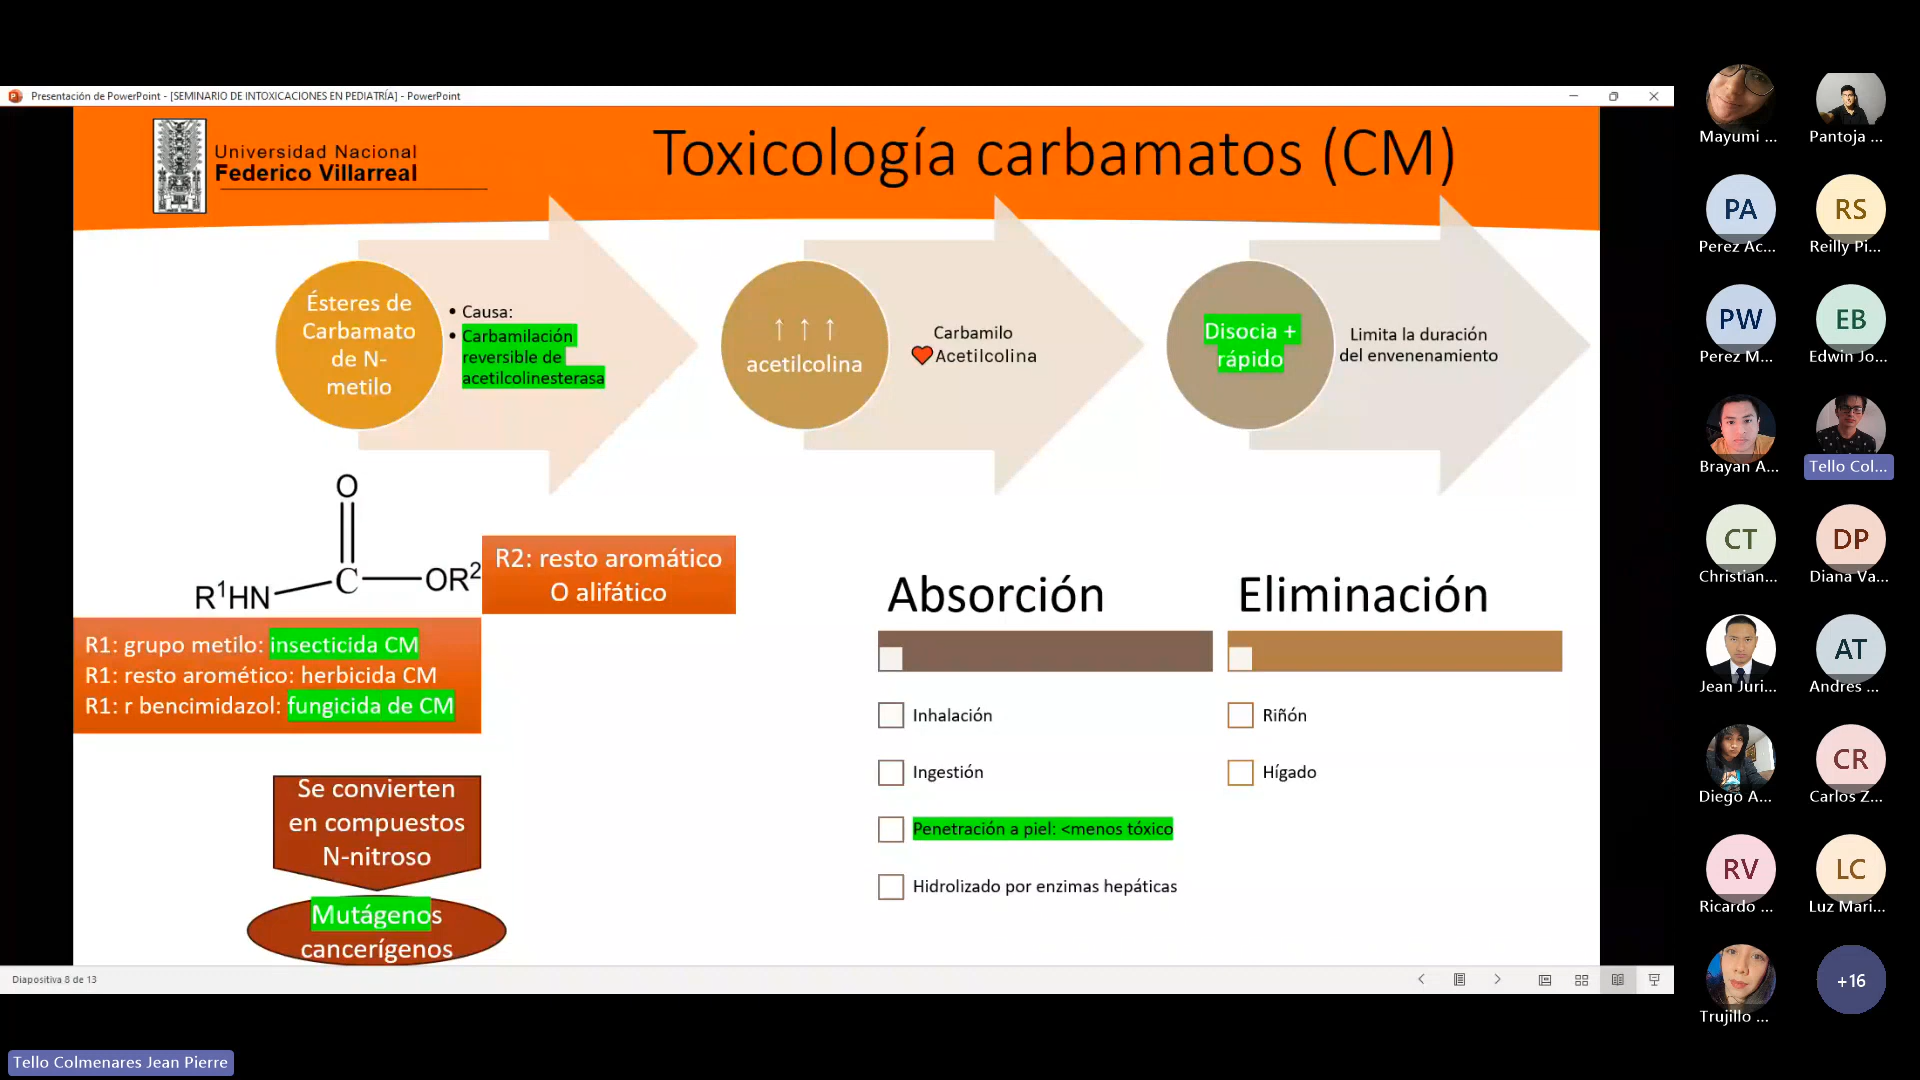 Presentación de PowerPoint - [SEMINARIO DE INTOXICACIONES EN PEDIATRÍA] - PowerPoint
Universidad Nacional
Federico Villarreal
Toxicología carbamatos (CM)
Ésteres de
Carbamato
de N-
metilo
• Causa:
• Carbamilación
reversible de
acetilcolinesterasa
↑ ↑ ↑
acetilcolina
Carbamilo
Acetilcolina
Disocia +
rápido
Limita la duración
del envenenamiento
O
R¹HN
C
OR²
R2: resto aromático
O alifático
R1: grupo metilo: insecticida CM
R1: resto aromético: herbicida CM
R1: r bencimidazol: fungicida de CM
Se convierten
en compuestos
N-nitroso
Mutágenos
cancerígenos
Absorción
Inhalación
Ingestión
Penetración a piel: <menos tóxico
Hidrolizado por enzimas hepáticas
Eliminación
Riñón
Hígado
Diapositiva 8 de 13
Tello Colmenares Jean Pierre
Mayumi ...
Pantoja ...
PA
Perez Ac...
RS
Reilly Pi...
PW
Perez M...
EB
Edwin Jo...
Brayan A...
Tello Col...
CT
Christian...
DP
Diana Va...
Jean Juri...
AT
Andres ...
Diego A...
CR
Carlos Z...
RV
Ricardo ...
LC
Luz Mari...
Trujillo ...
+16